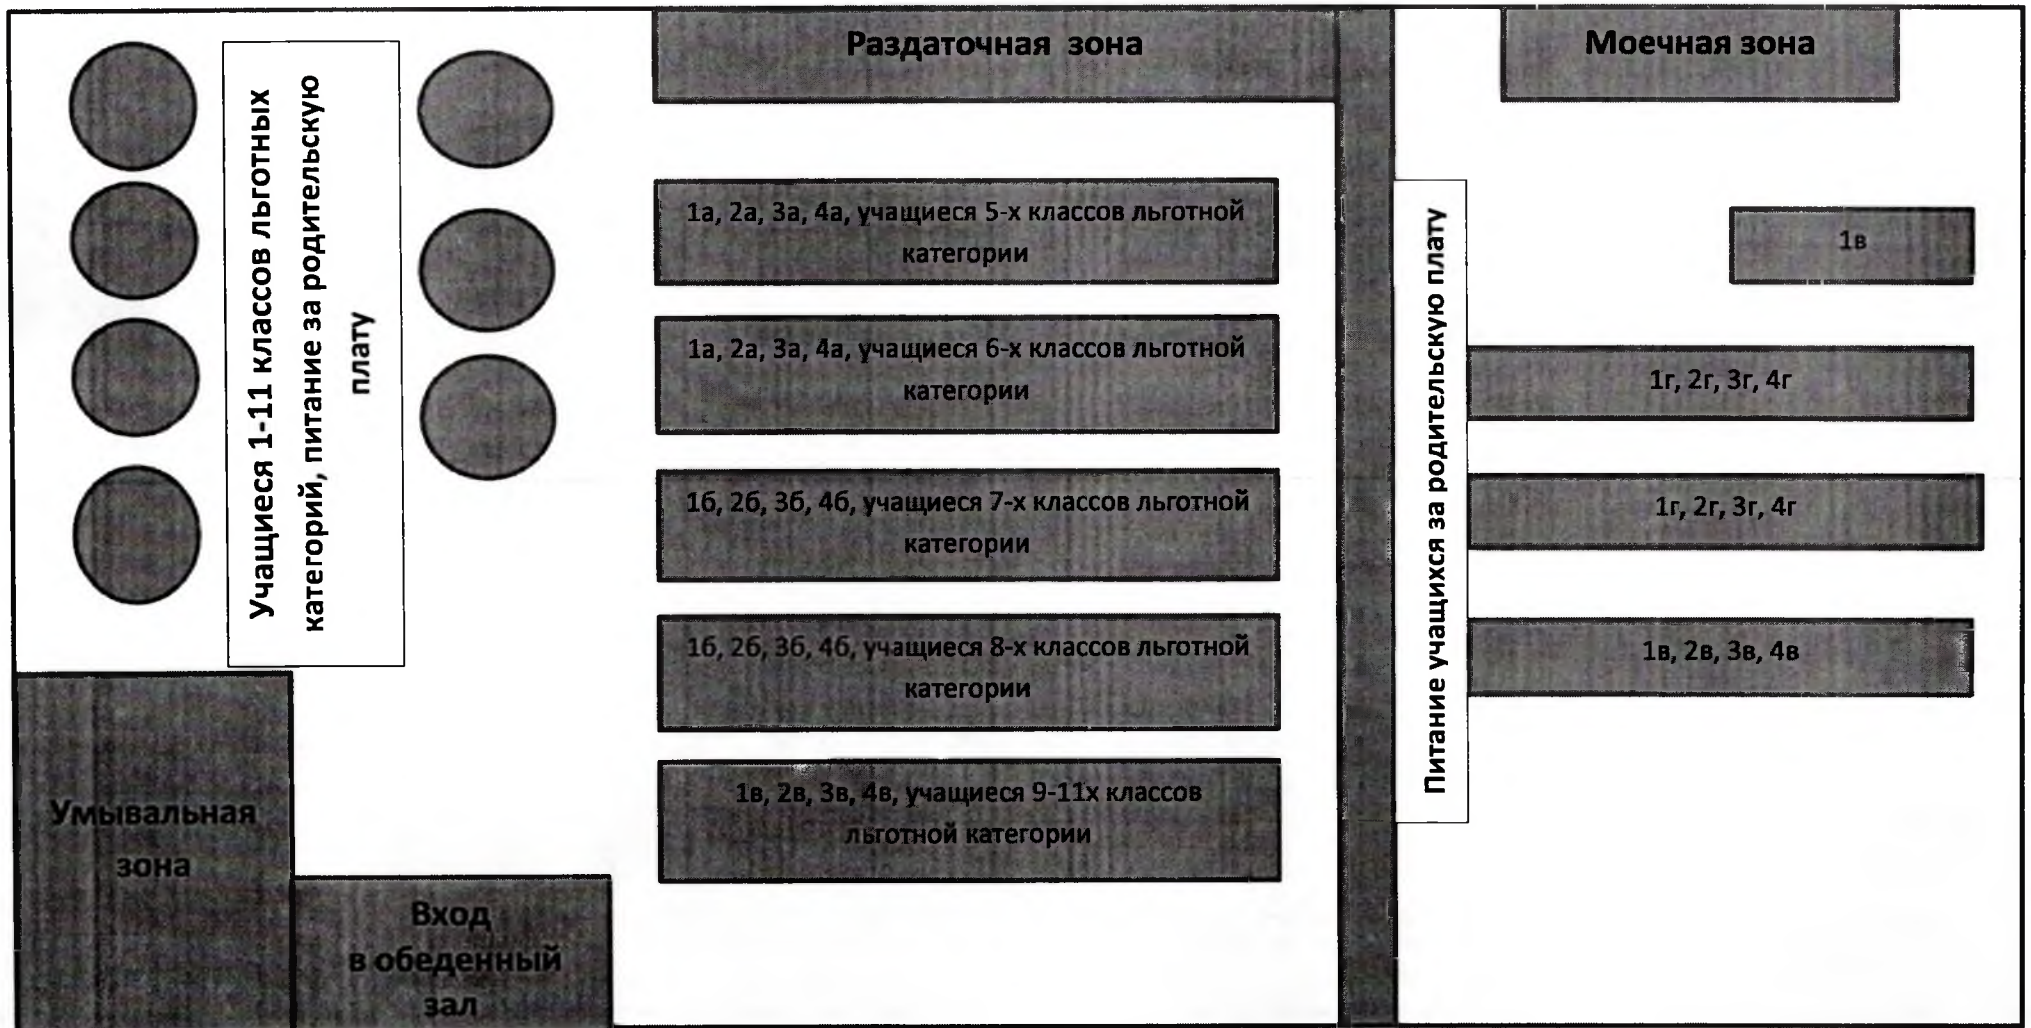 Раздаточная зона
Моечная зона
Учащиеся 1-11 классов льготных
категорий, питание за родительскую
плату
1а, 2а, 3а, 4а, учащиеся 5-х классов льготной
категории
1а, 2а, 3а, 4а, учащиеся 6-х классов льготной
категории
1б, 2б, 3б, 4б, учащиеся 7-х классов льготной
категории
1б, 2б, 3б, 4б, учащиеся 8-х классов льготной
категории
1в, 2в, 3в, 4в, учащиеся 9-11х классов
льготной категории
Питание учащихся за родительскую плату
1в
1г, 2г, 3г, 4г
1г, 2г, 3г, 4г
1в, 2в, 3в, 4в
Умывальная
зона
Вход
в обеденный
зал